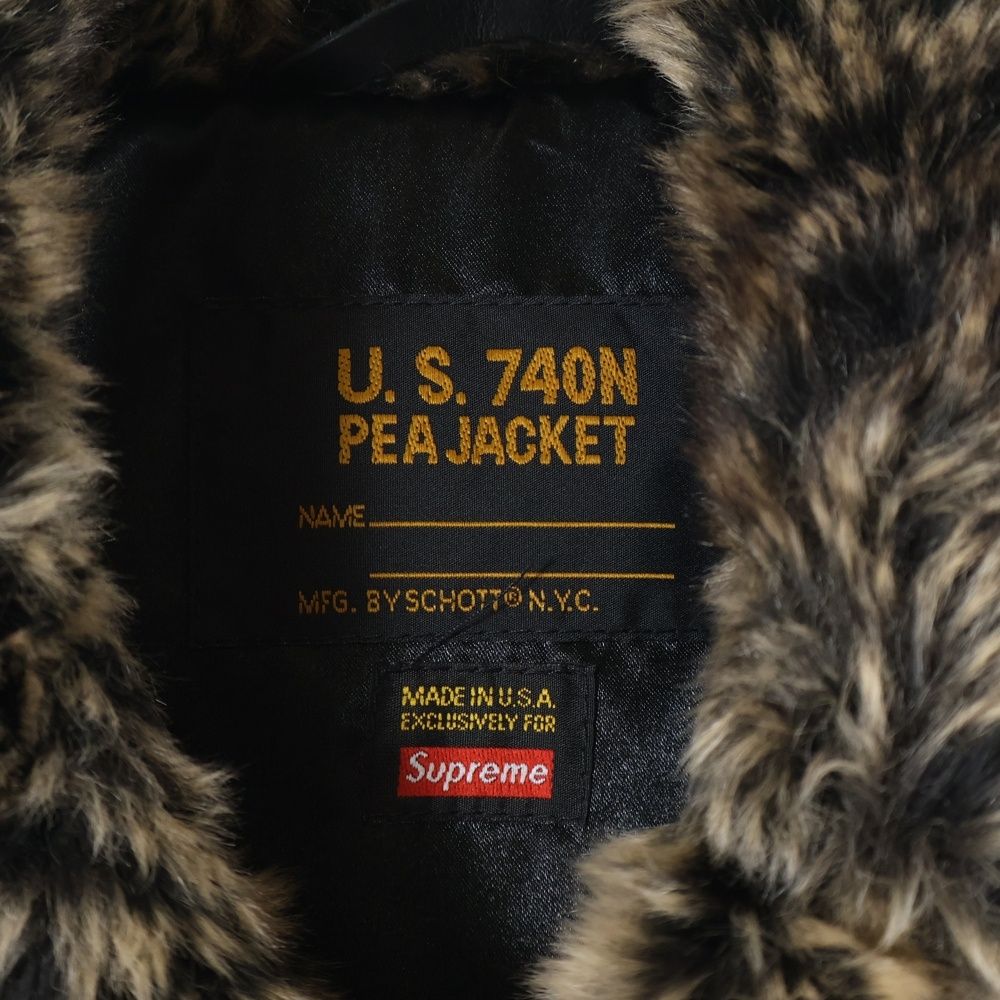 U. S. 740N
PEA JACKET
NAME
MFG. BY SCHOTT® N.Y.C.
MADE IN U.S.A.
EXCLUSIVELY FOR
Supreme